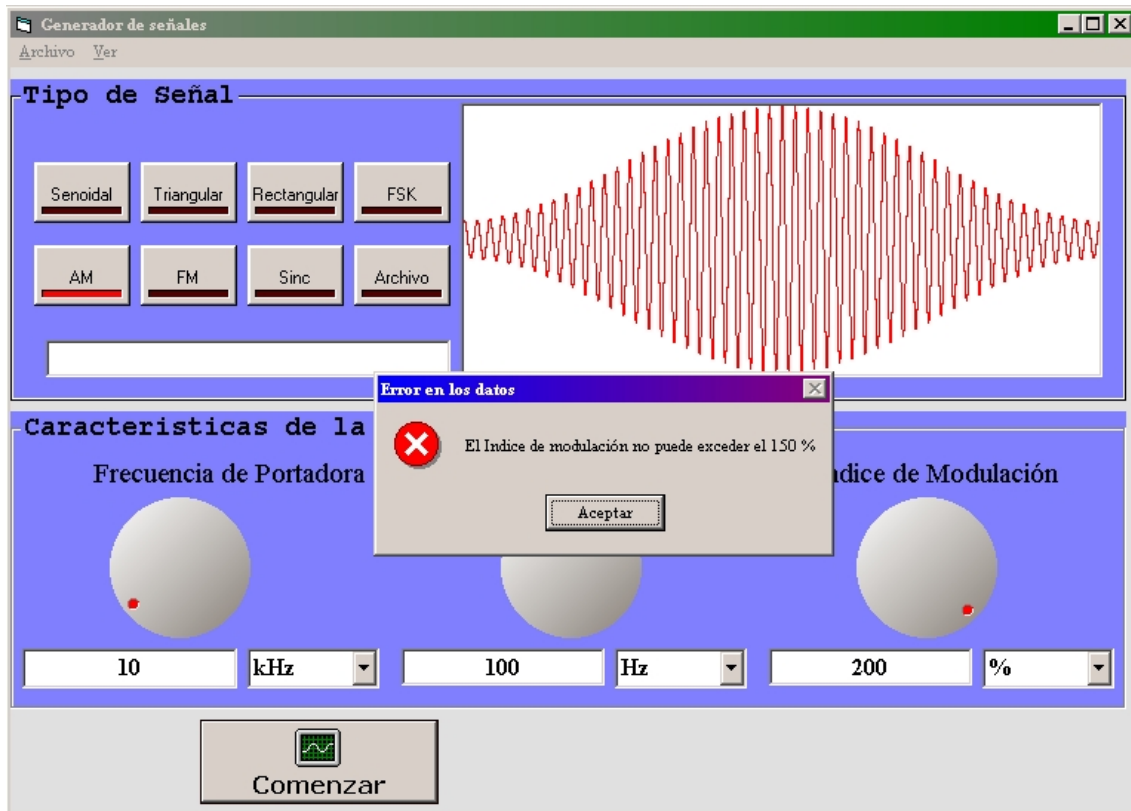 Generador de señales
Archivo Ver
Tipo de Señal
Senoidal Triangular Rectangular FSK
AM FM Sinc Archivo
Error en los datos
El Indice de modulación no puede exceder el 150 %
Aceptar
Caracteristicas de la
Frecuencia de Portadora
de Modulación
10 kHz 100 Hz 200 %
Comenzar